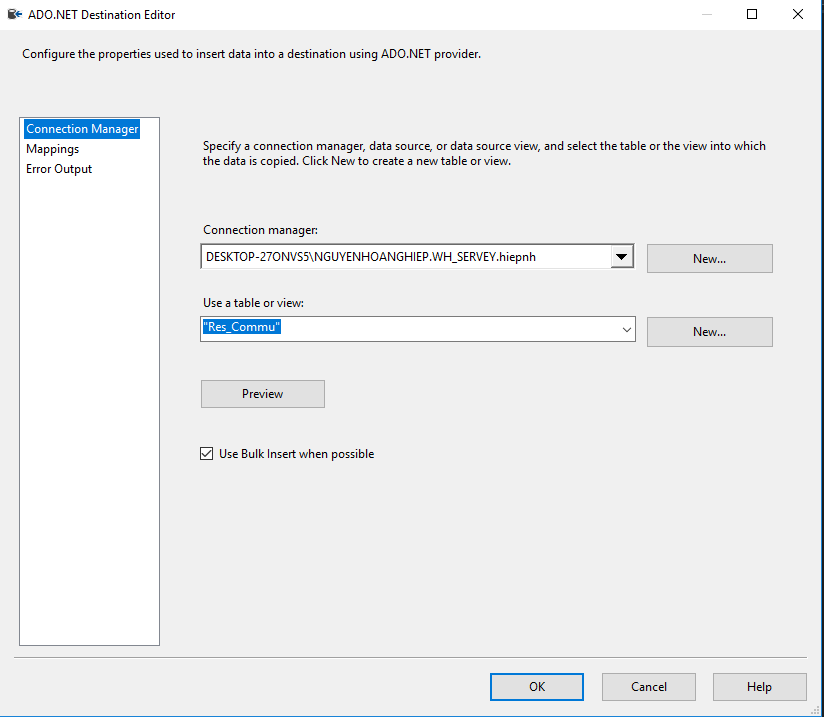 ADO.NET Destination Editor
Configure the properties used to insert data into a destination using ADO.NET provider.
Connection Manager
Mappings
Error Output
Specify a connection manager, data source, or data source view, and select the table or the view into which
the data is copied. Click New to create a new table or view.
Connection manager:
DESKTOP-27ONVS5\NGUYENHOANGHIEP.WH_SERVEY.hiepnh
New...
Use a table or view:
"Res_Commu"
New...
Preview
Use Bulk Insert when possible
OK
Cancel
Help